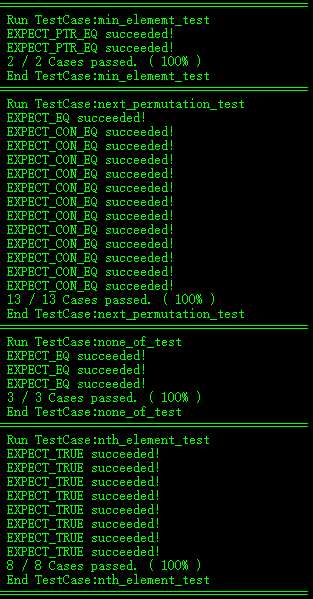 Run TestCase:min_element_test
EXPECT_PTR_EQ succeeded!
EXPECT_PTR_EQ succeeded!
2 / 2 Cases passed. ( 100% )
End TestCase:min_element_test
Run TestCase:next_permutation_test
EXPECT_EQ succeeded!
EXPECT_CON_EQ succeeded!
EXPECT_CON_EQ succeeded!
EXPECT_CON_EQ succeeded!
EXPECT_CON_EQ succeeded!
EXPECT_CON_EQ succeeded!
EXPECT_CON_EQ succeeded!
EXPECT_CON_EQ succeeded!
EXPECT_CON_EQ succeeded!
EXPECT_CON_EQ succeeded!
EXPECT_CON_EQ succeeded!
EXPECT_CON_EQ succeeded!
EXPECT_CON_EQ succeeded!
13 / 13 Cases passed. ( 100% )
End TestCase:next_permutation_test
Run TestCase:none_of_test
EXPECT_EQ succeeded!
EXPECT_EQ succeeded!
EXPECT_EQ succeeded!
3 / 3 Cases passed. ( 100% )
End TestCase:none_of_test
Run TestCase:nth_element_test
EXPECT_TRUE succeeded!
EXPECT_TRUE succeeded!
EXPECT_TRUE succeeded!
EXPECT_TRUE succeeded!
EXPECT_TRUE succeeded!
EXPECT_TRUE succeeded!
EXPECT_TRUE succeeded!
EXPECT_TRUE succeeded!
8 / 8 Cases passed. ( 100% )
End TestCase:nth_element_test